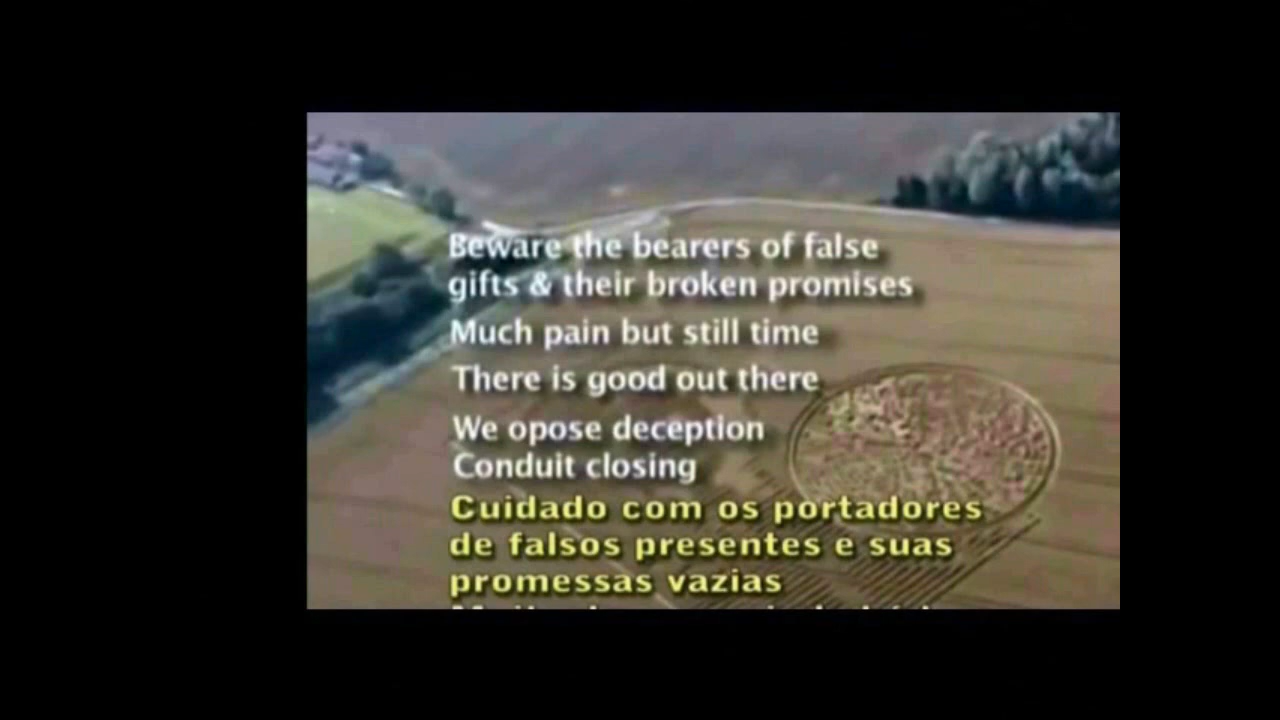 Beware the bearers of false
gifts & their broken promises
Much pain but still time
There is good out there
We opose deception
Conduit closing
Cuidado com os portadores
de falsos presentes e suas
promessas vazias